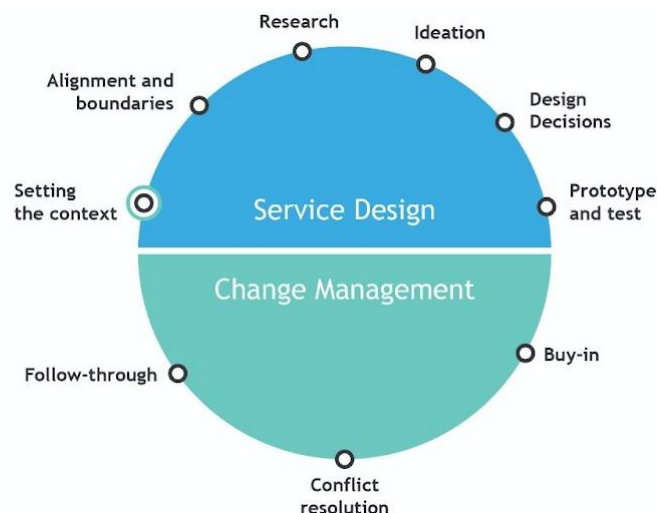 Research
Ideation
Alignment and
boundaries
Design
Decisions
Setting
the context
Prototype
and test
Service Design
Change Management
Buy-in
Follow-through
Conflict
resolution